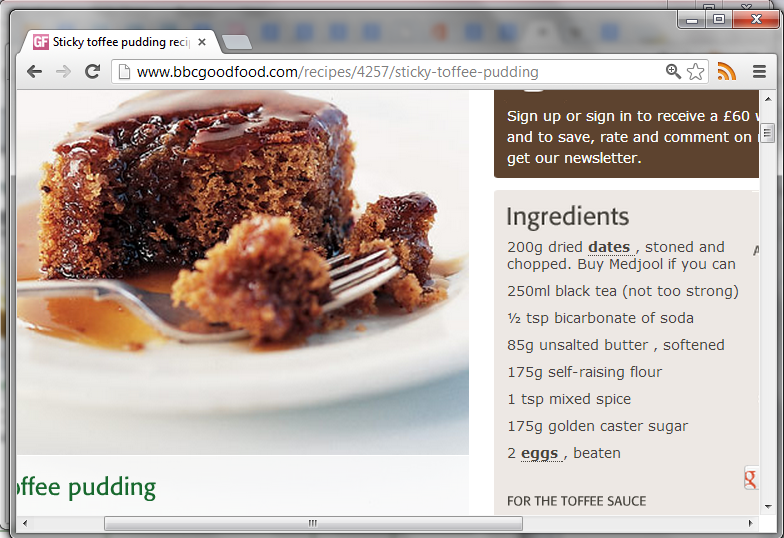 GF Sticky toffee pudding reci
www.bbcgoodfood.com/recipes/4257/sticky-toffee-pudding
Sign up or sign in to receive a £60 w
and to save, rate and comment on
get our newsletter.
Ingredients
200g dried dates , stoned and
chopped. Buy Medjool if you can
250ml black tea (not too strong)
½ tsp bicarbonate of soda
85g unsalted butter , softened
175g self-raising flour
1 tsp mixed spice
175g golden caster sugar
2 eggs , beaten
FOR THE TOFFEE SAUCE
offee pudding